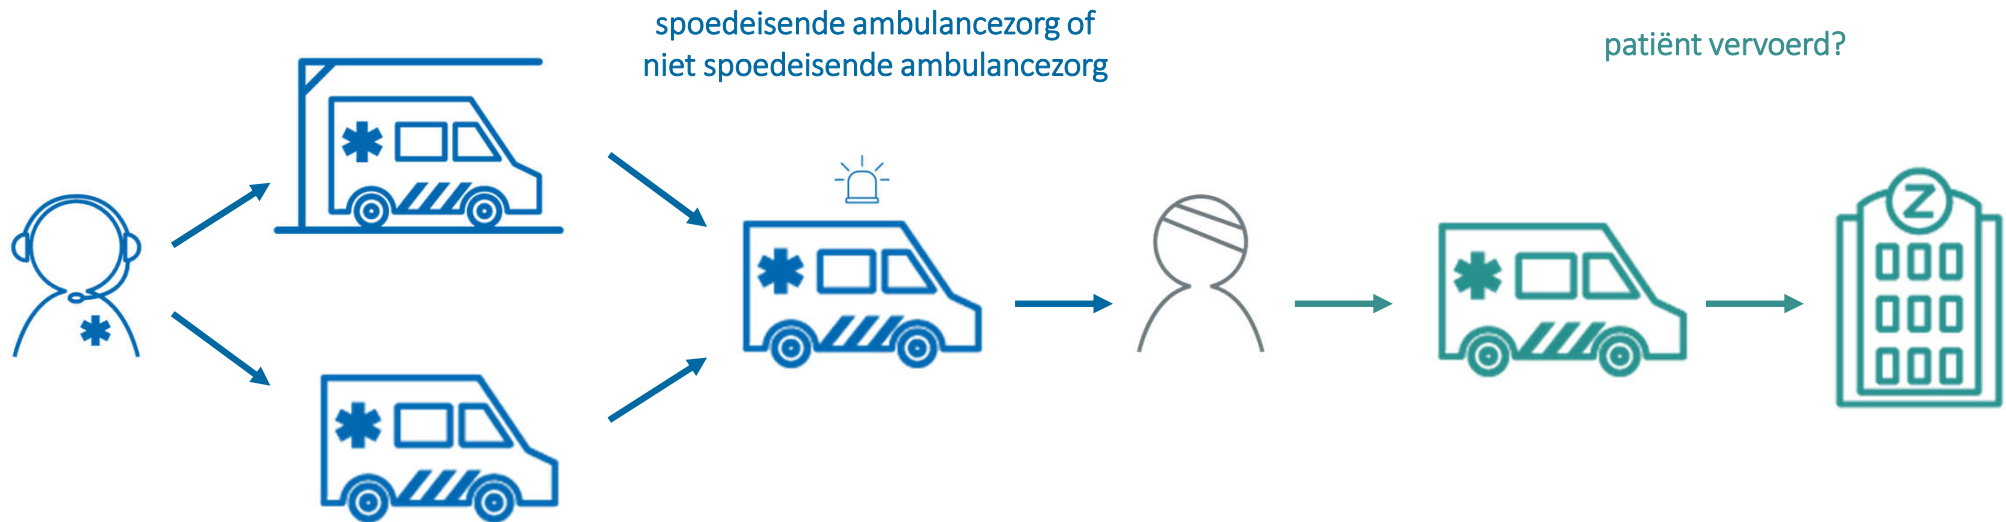 spoedeisende ambulancezorg of
niet spoedeisende ambulancezorg
patiënt vervoerd?
Z